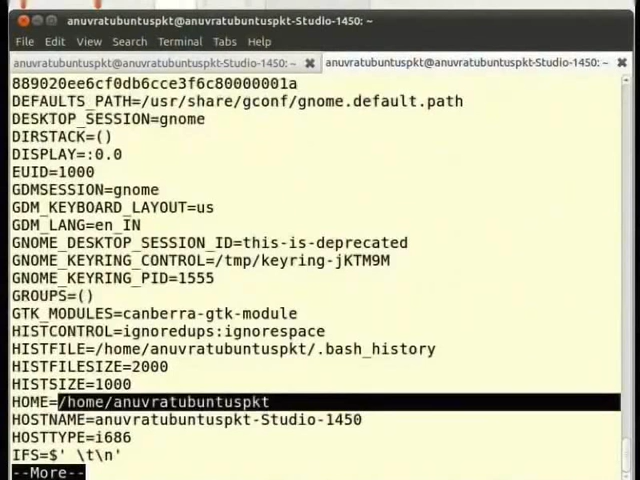 anuvratubuntuspkt@anuvratubuntuspkt-Studio-1450: ~
File Edit View Search Terminal Tabs Help
anuvratubuntuspkt@anuvratubuntuspkt-Studio-1450: ~ anuvratubuntuspkt@anuvratubuntuspkt-Studio-1450: ~
889020ee6cf0db6cce3f6c80000001a
DEFAULTS_PATH=/usr/share/gconf/gnome.default.path
DESKTOP_SESSION=gnome
DIRSTACK=()
DISPLAY=:0.0
EUID=1000
GDMSESSION=gnome
GDM_KEYBOARD_LAYOUT=us
GDM_LANG=en_IN
GNOME_DESKTOP_SESSION_ID=this-is-deprecated
GNOME_KEYRING_CONTROL=/tmp/keyring-jKTM9M
GNOME_KEYRING_PID=1555
GROUPS=()
GTK_MODULES=canberra-gtk-module
HISTCONTROL=ignoredups:ignorespace
HISTFILE=/home/anuvratubuntuspkt/.bash_history
HISTFILESIZE=2000
HISTSIZE=1000
HOME=/home/anuvratubuntuspkt
HOSTNAME=anuvratubuntuspkt-Studio-1450
HOSTTYPE=i686
IFS=$' \t\n'
--More--